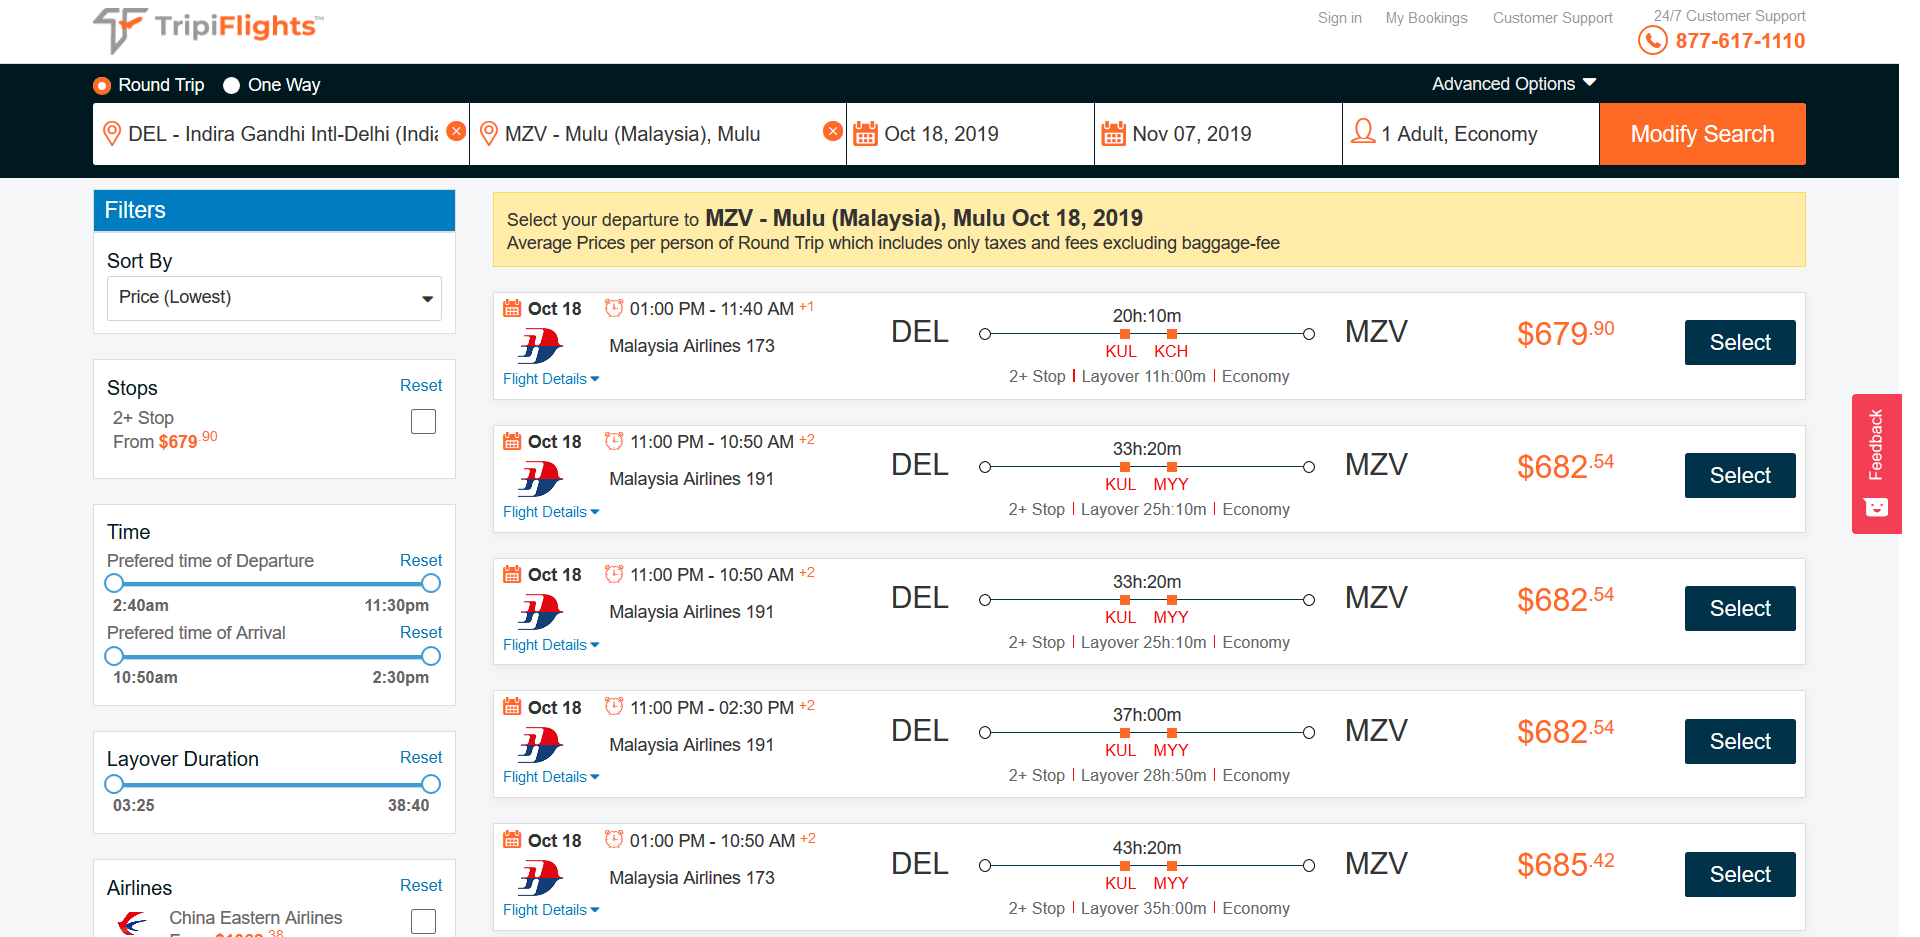 TripiFlights™
Sign in My Bookings Customer Support
24/7 Customer Support
877-617-1110
Round Trip One Way
Advanced Options
DEL - Indira Gandhi Intl-Delhi (India
MZV - Mulu (Malaysia), Mulu
Oct 18, 2019
Nov 07, 2019
1 Adult, Economy
Modify Search
Filters
Sort By
Price (Lowest)
Stops Reset
2+ Stop
From $679.90
Time
Prefered time of Departure Reset
2:40am 11:30pm
Prefered time of Arrival Reset
10:50am 2:30pm
Layover Duration Reset
03:25 38:40
Airlines Reset
China Eastern Airlines
Select your departure to MZV - Mulu (Malaysia), Mulu Oct 18, 2019
Average Prices per person of Round Trip which includes only taxes and fees excluding baggage-fee
Oct 18 01:00 PM - 11:40 AM +1
Malaysia Airlines 173
Flight Details
DEL
20h:10m
KUL KCH
2+ Stop | Layover 11h:00m | Economy
MZV
$679.90
Select
Oct 18 11:00 PM - 10:50 AM +2
Malaysia Airlines 191
Flight Details
DEL
33h:20m
KUL MYY
2+ Stop | Layover 25h:10m | Economy
MZV
$682.54
Select
Oct 18 11:00 PM - 10:50 AM +2
Malaysia Airlines 191
Flight Details
DEL
33h:20m
KUL MYY
2+ Stop | Layover 25h:10m | Economy
MZV
$682.54
Select
Oct 18 11:00 PM - 02:30 PM +2
Malaysia Airlines 191
Flight Details
DEL
37h:00m
KUL MYY
2+ Stop | Layover 28h:50m | Economy
MZV
$682.54
Select
Oct 18 01:00 PM - 10:50 AM +2
Malaysia Airlines 173
Flight Details
DEL
43h:20m
KUL MYY
2+ Stop | Layover 35h:00m | Economy
MZV
$685.42
Select
Feedback